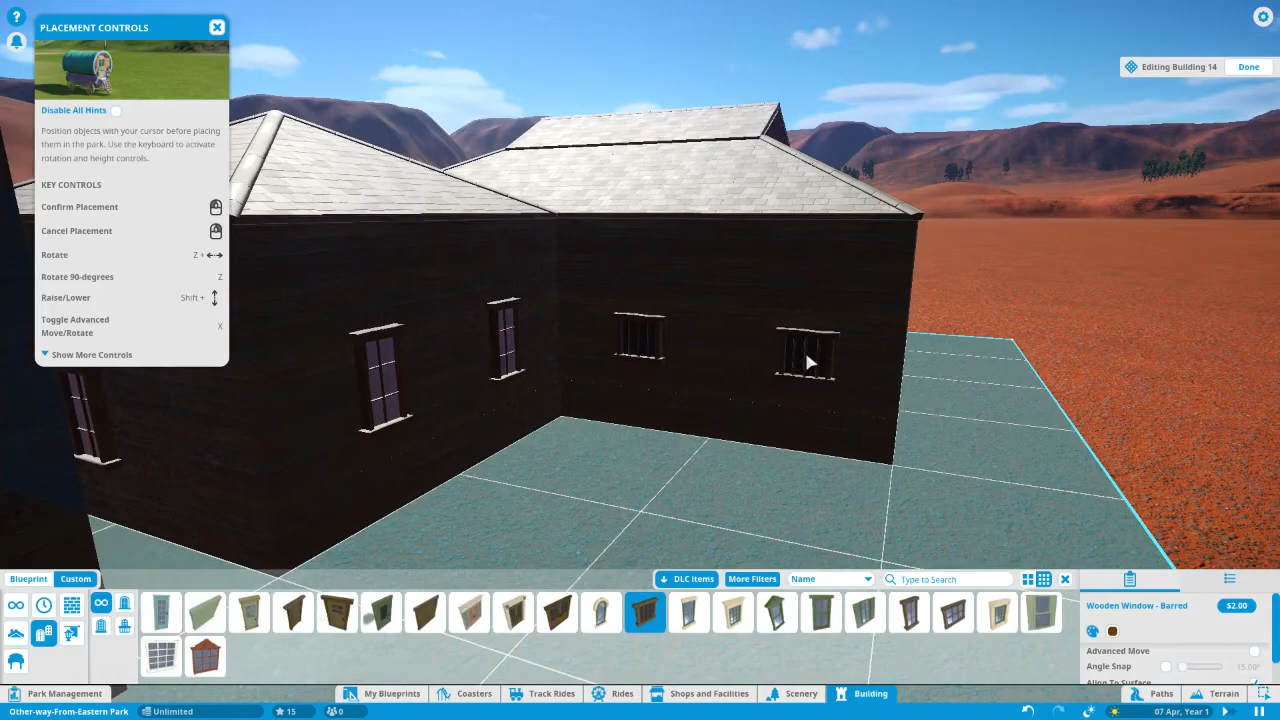 PLACEMENT CONTROLS
Disable All Hints
Position objects with your cursor before placing
them in the park. Use the keyboard to activate
rotation and height controls.
KEY CONTROLS
Confirm Placement
Cancel Placement
Rotate Z +
Rotate 90-degrees Z
Raise/Lower Shift +
Toggle Advanced
Move/Rotate X
Show More Controls
Editing Building 14 Done
Blueprint Custom DLC items More Filters Name Type to Search
Wooden Window - Barred $2.00
Advanced Move
Angle Snap 15.00°
Align To Surface
Park Management My Blueprints Coasters Track Rides Rides Shops and Facilities Scenery Building Paths Terrain
Other-way-From-Eastern Park Unlimited 15 0 07 Apr, Year 1